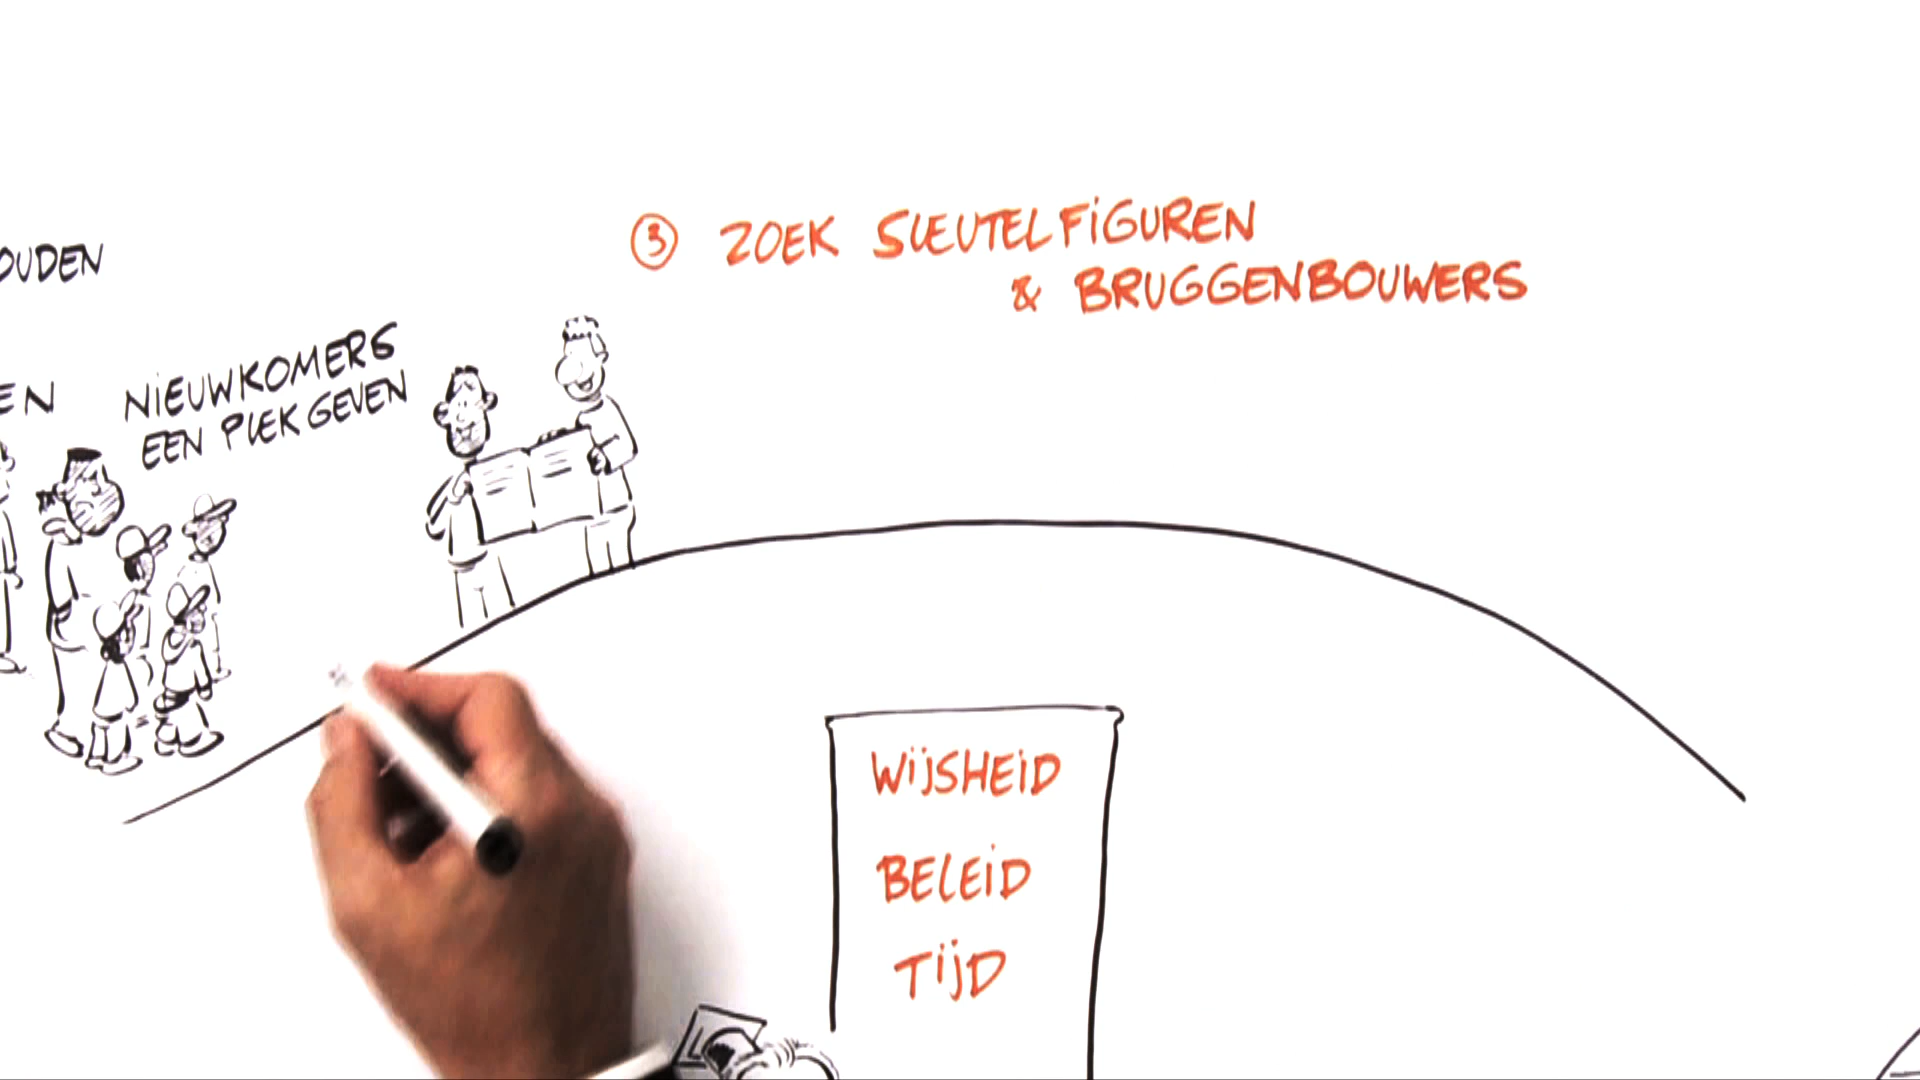 ③ ZOEK SLEUTELFIGUREN
& BRUGGENBOUWERS
OUDEN
EN
NIEUWKOMERS
EEN PLEK GEVEN
WIJSHEID
BELEID
TIJD